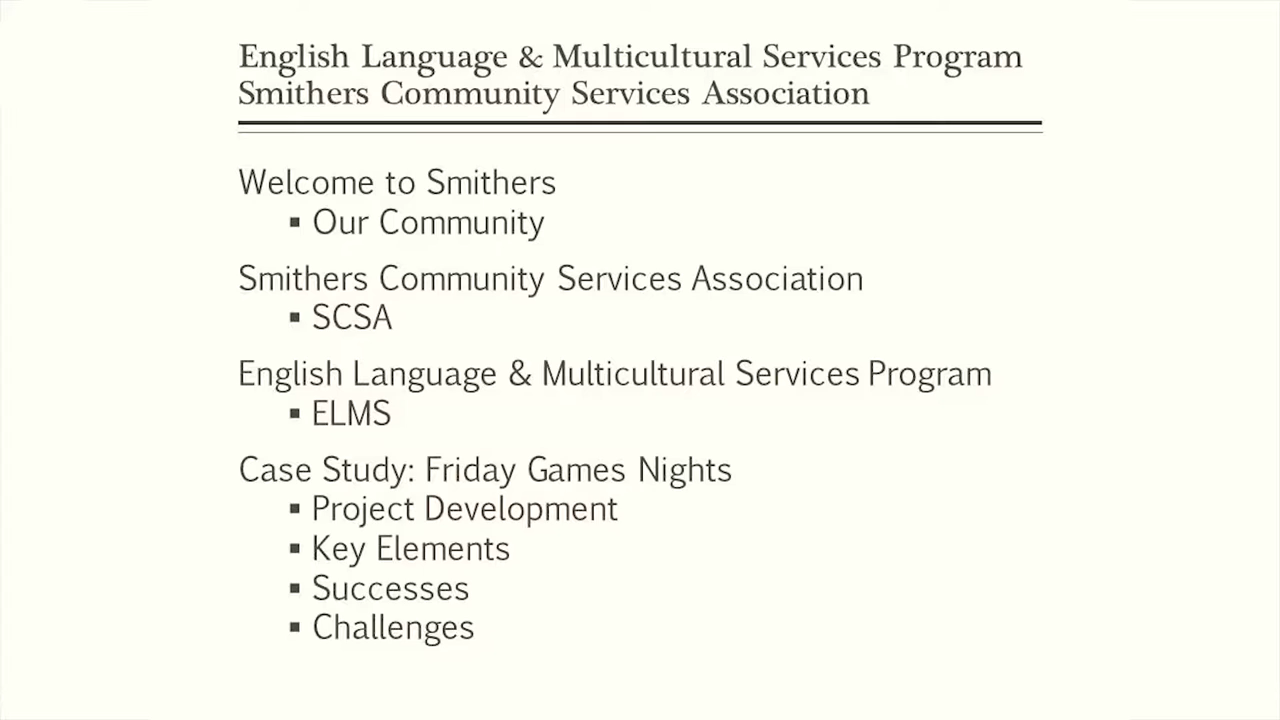 English Language & Multicultural Services Program
Smithers Community Services Association
Welcome to Smithers
▪ Our Community
Smithers Community Services Association
▪ SCSA
English Language & Multicultural Services Program
▪ ELMS
Case Study: Friday Games Nights
▪ Project Development
▪ Key Elements
▪ Successes
▪ Challenges